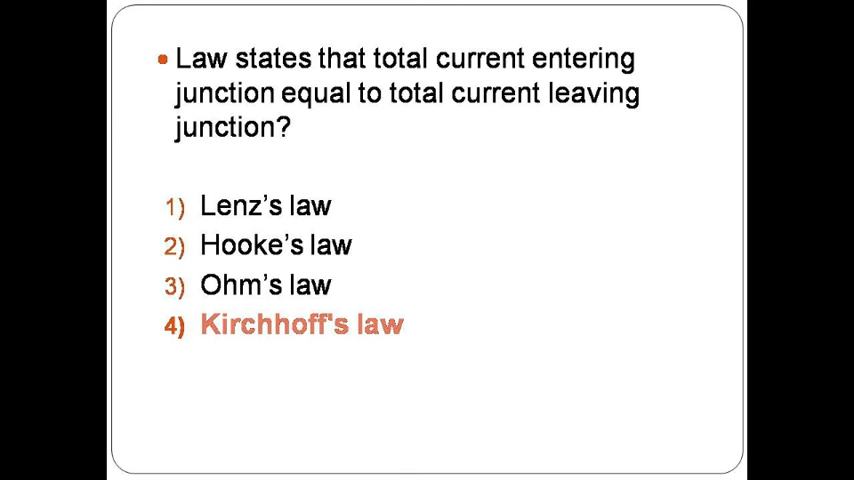 • Law states that total current entering
junction equal to total current leaving
junction?
1) Lenz's law
2) Hooke's law
3) Ohm's law
4) Kirchhoff's law